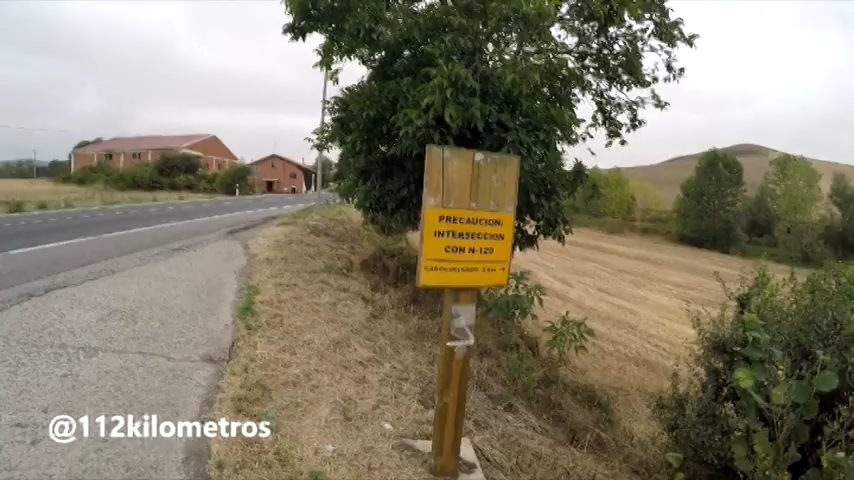 PRECAUCION:
INTERSECCION
CON N-120
@112kilometros